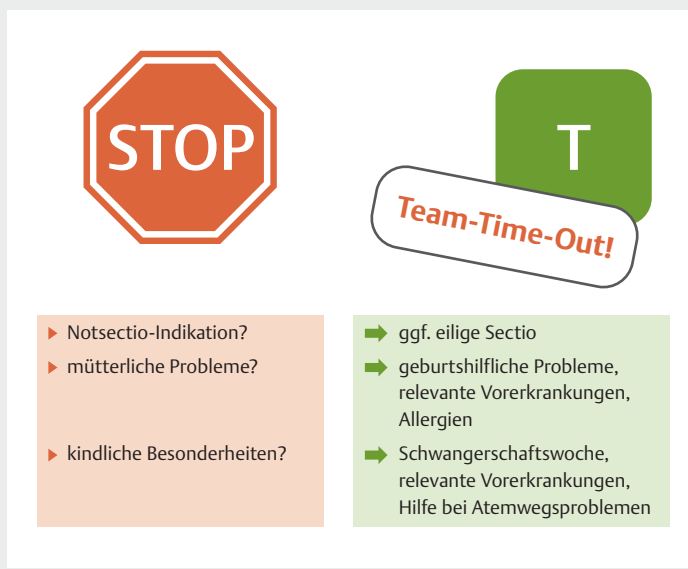 STOP
T
Team-Time-Out!
Notsectio-Indikation?
mütterliche Probleme?
kindliche Besonderheiten?
ggf. eilige Sectio
geburtshilfliche Probleme,
relevante Vorerkrankungen,
Allergien
Schwangerschaftswoche,
relevante Vorerkrankungen,
Hilfe bei Atemwegsproblemen